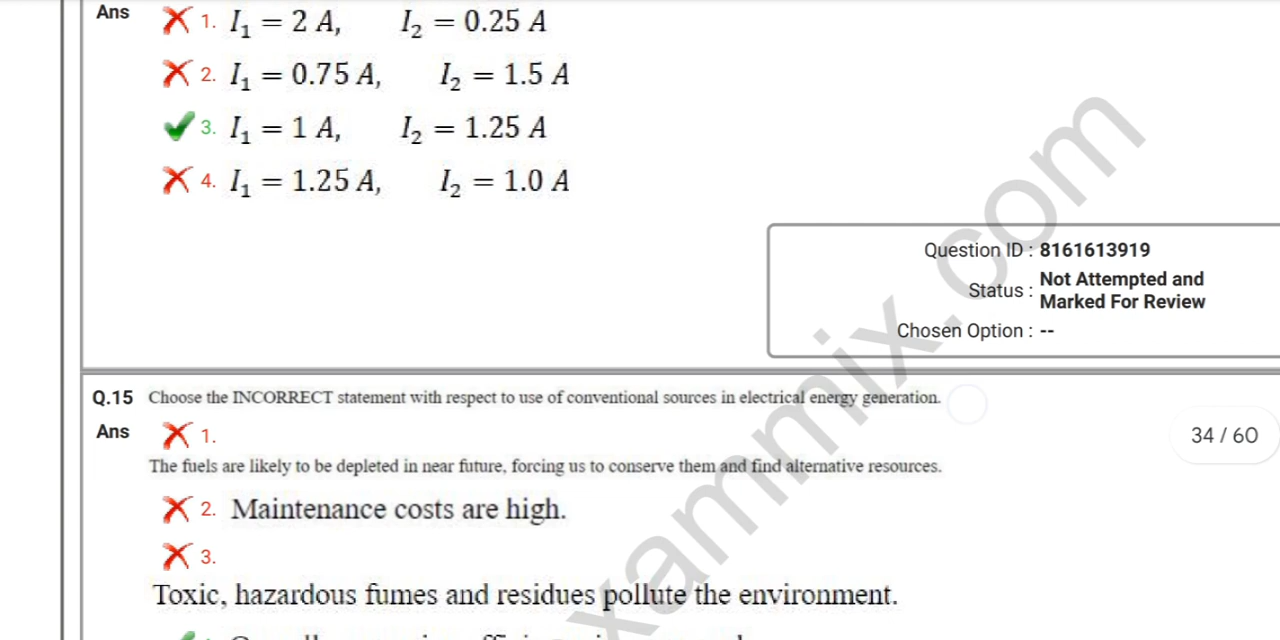 Ans
1. I₁ = 2 A, I₂ = 0.25 A
2. I₁ = 0.75 A, I₂ = 1.5 A
3. I₁ = 1 A, I₂ = 1.25 A
4. I₁ = 1.25 A, I₂ = 1.0 A
Question ID : 8161613919
Status : Not Attempted and
Marked For Review
Chosen Option : --
Q.15 Choose the INCORRECT statement with respect to use of conventional sources in electrical energy generation.
34 / 60
Ans 1.
The fuels are likely to be depleted in near future, forcing us to conserve them and find alternative resources.
2. Maintenance costs are high.
3.
Toxic, hazardous fumes and residues pollute the environment.
xammix.com